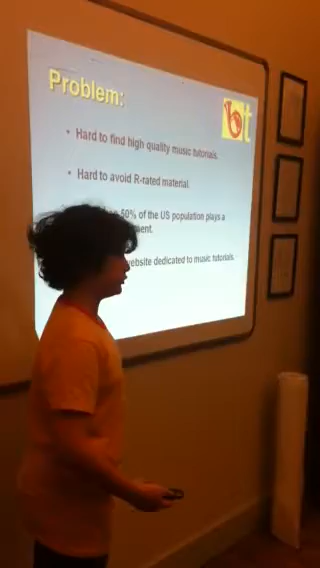 Problem:
bt
• Hard to find high quality music tutorials.
• Hard to avoid R-rated material.
50% of the US population plays a
website dedicated to music tutorials.